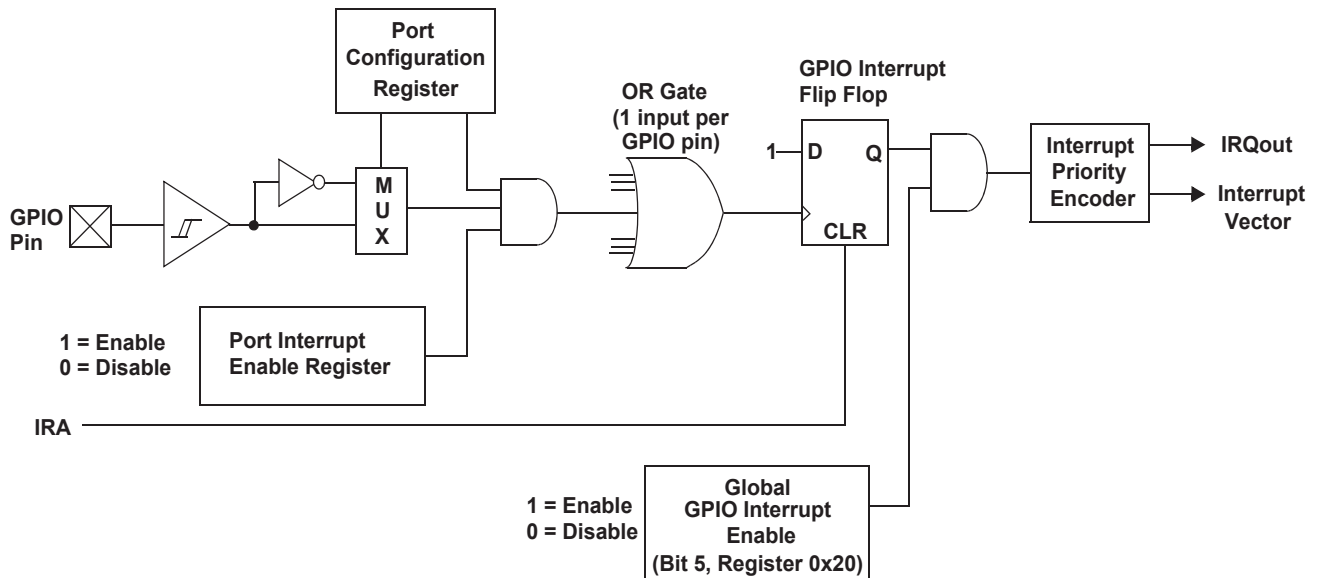 Port
Configuration
Register
GPIO Interrupt
Flip Flop
OR Gate
(1 input per
GPIO pin)
M
U
X
1
D
Q
CLR
Interrupt
Priority
Encoder
IRQout
Interrupt
Vector
GPIO
Pin
1 = Enable
0 = Disable
Port Interrupt
Enable Register
IRA
1 = Enable
0 = Disable
Global
GPIO Interrupt
Enable
(Bit 5, Register 0x20)